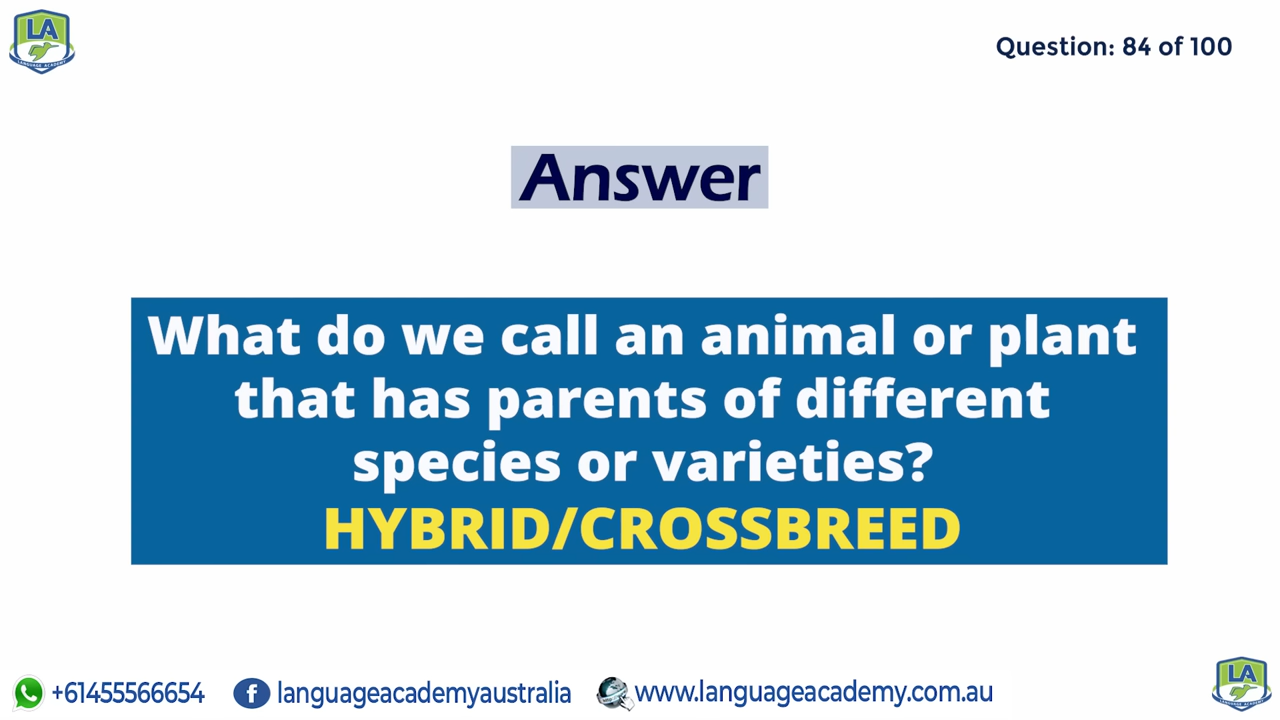 LA
LANGUAGE ACADEMY
Question: 84 of 100
Answer
What do we call an animal or plant
that has parents of different
species or varieties?
HYBRID/CROSSBREED
+61455566654
languageacademyaustralia
www.languageacademy.com.au
LA
LANGUAGE ACADEMY